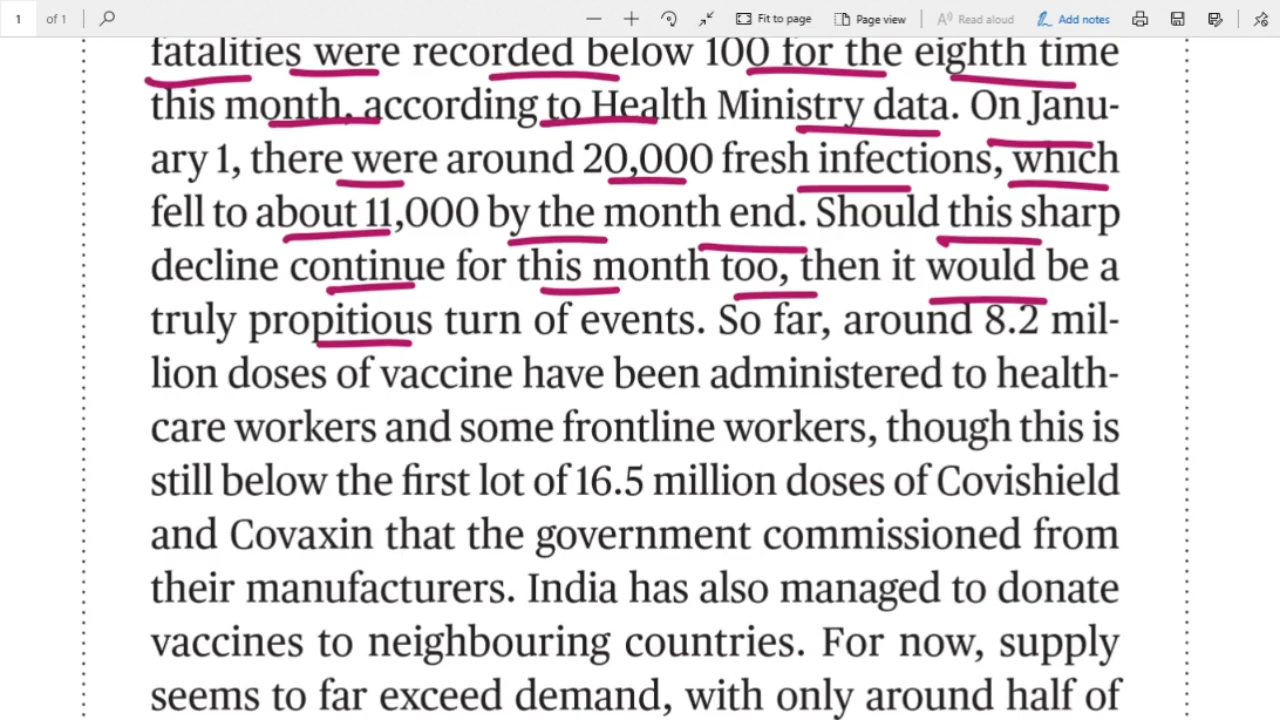 1 of 1 Fit to page Page view Read aloud Add notes
fatalities were recorded below 100 for the eighth time
this month, according to Health Ministry data. On Janu-
ary 1, there were around 20,000 fresh infections, which
fell to about 11,000 by the month end. Should this sharp
decline continue for this month too, then it would be a
truly propitious turn of events. So far, around 8.2 mil-
lion doses of vaccine have been administered to health-
care workers and some frontline workers, though this is
still below the first lot of 16.5 million doses of Covishield
and Covaxin that the government commissioned from
their manufacturers. India has also managed to donate
vaccines to neighbouring countries. For now, supply
seems to far exceed demand, with only around half of